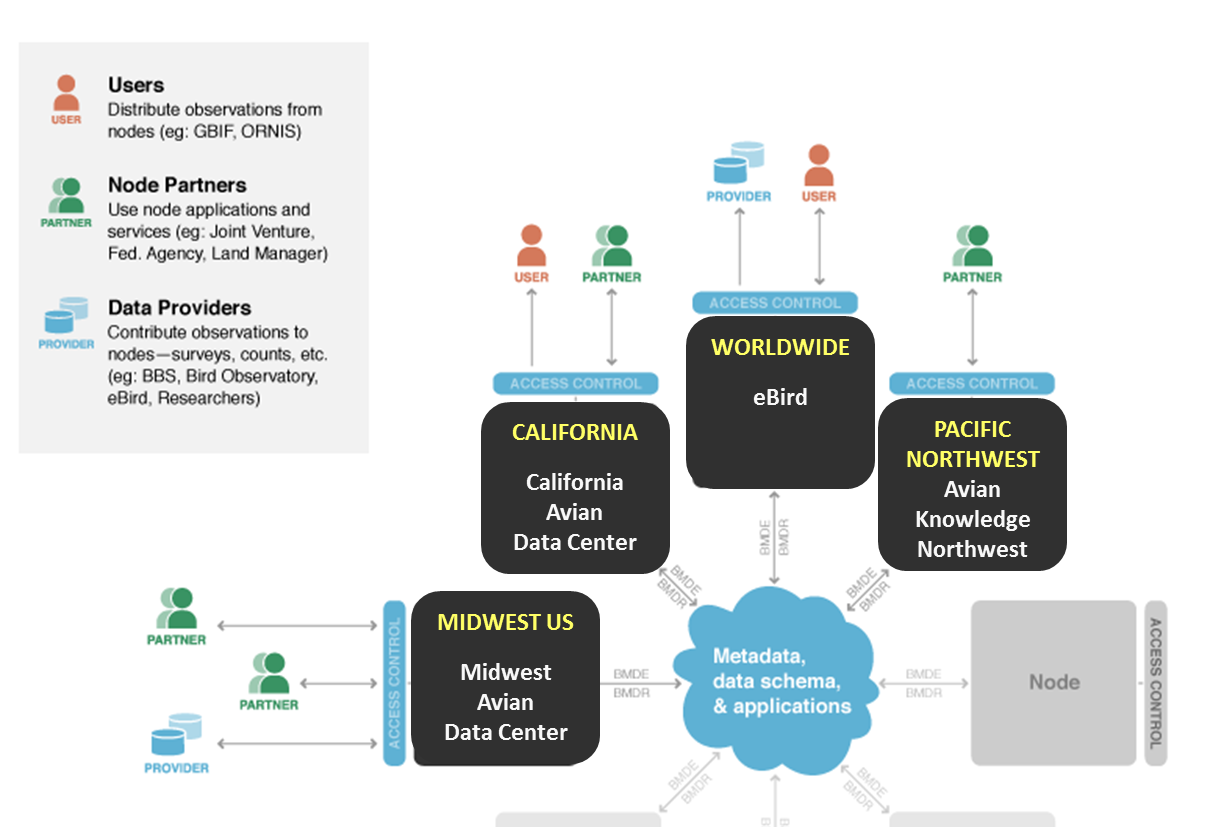 Users
Distribute observations from
nodes (eg: GBIF, ORNIS)
USER
Node Partners
Use node applications and
services (eg: Joint Venture,
Fed. Agency, Land Manager)
PARTNER
Data Providers
Contribute observations to
nodes—surveys, counts, etc.
(eg: BBS, Bird Observatory,
eBird, Researchers)
PROVIDER
PROVIDER
USER
USER
PARTNER
PARTNER
ACCESS CONTROL
ACCESS CONTROL
ACCESS CONTROL
WORLDWIDE
eBird
CALIFORNIA
California
Avian
Data Center
PACIFIC
NORTHWEST
Avian
Knowledge
Northwest
BMDE
BMDR
BMDE
BMDR
BMDE
BMDR
PARTNER
PARTNER
PROVIDER
ACCESS CONTROL
MIDWEST US
Midwest
Avian
Data Center
BMDE
BMDR
Metadata,
data schema,
& applications
BMDE
BMDR
Node
ACCESS CONTROL
BMDE
BMDR
BMDE
BMDR